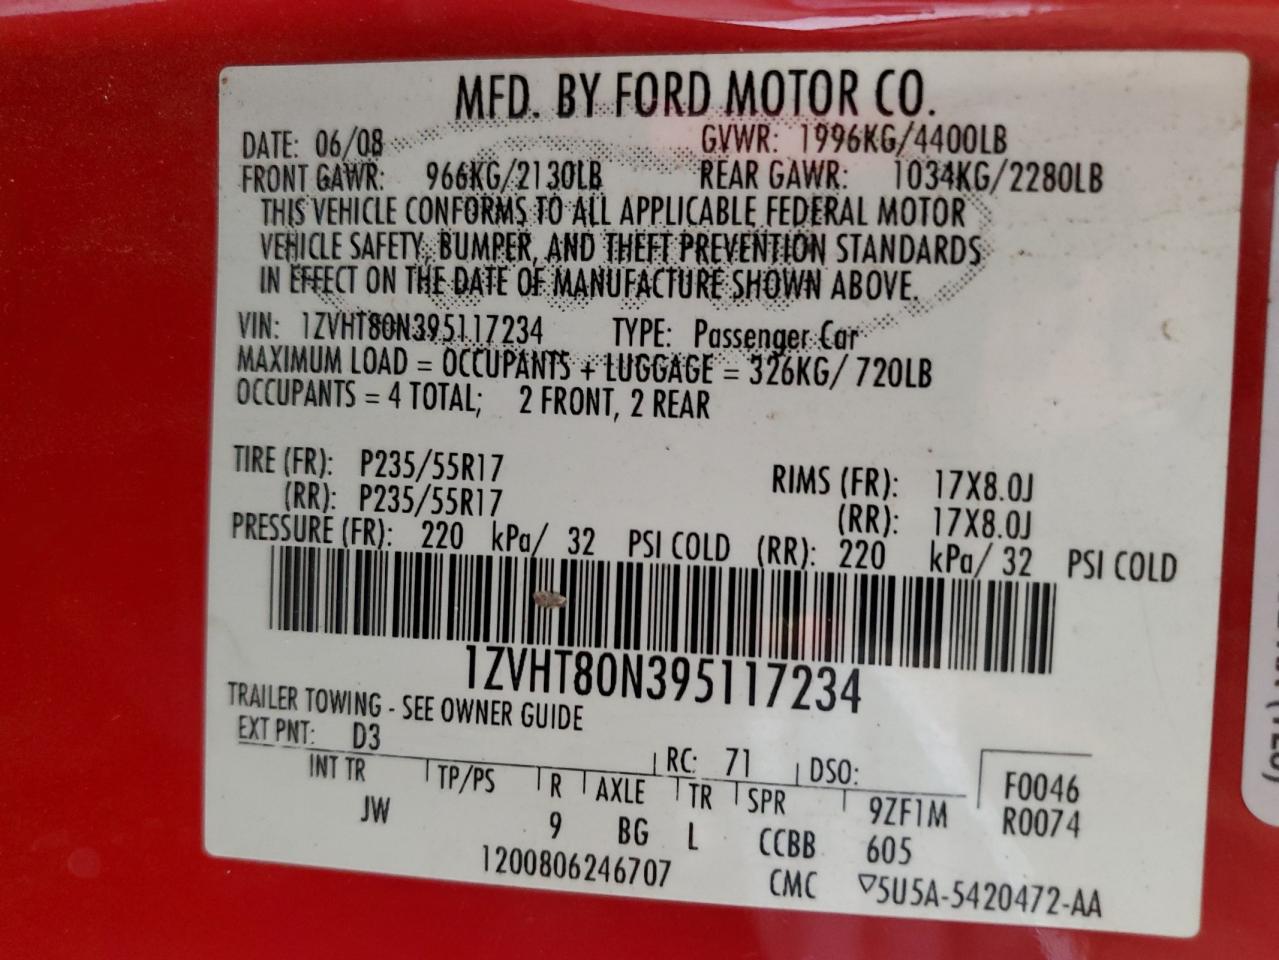 MFD. BY FORD MOTOR CO.
DATE: 06/08 GVWR: 1996KG/4400LB
FRONT GAWR: 966KG/2130LB REAR GAWR: 1034KG/2280LB
THIS VEHICLE CONFORMS TO ALL APPLICABLE FEDERAL MOTOR
VEHICLE SAFETY, BUMPER, AND THEFT PREVENTION STANDARDS
IN EFFECT ON THE DATE OF MANUFACTURE SHOWN ABOVE.
VIN: 1ZVHT80N395117234 TYPE: Passenger Car
MAXIMUM LOAD = OCCUPANTS + LUGGAGE = 326KG/ 720LB
OCCUPANTS = 4 TOTAL; 2 FRONT, 2 REAR
TIRE (FR): P235/55R17 RIMS (FR): 17X8.0J
(RR): P235/55R17 (RR): 17X8.0J
PRESSURE (FR): 220 kPa/ 32 PSI COLD (RR): 220 kPa/ 32 PSI COLD
1ZVHT80N395117234
TRAILER TOWING - SEE OWNER GUIDE
EXT PNT: D3 RC: 71 DSO: F0046
INT TR TP/PS R AXLE TR SPR 9ZF1M R0074
JW 9 BG L CCBB 605
1200806246707 CMC ▽5U5A-5420472-AA